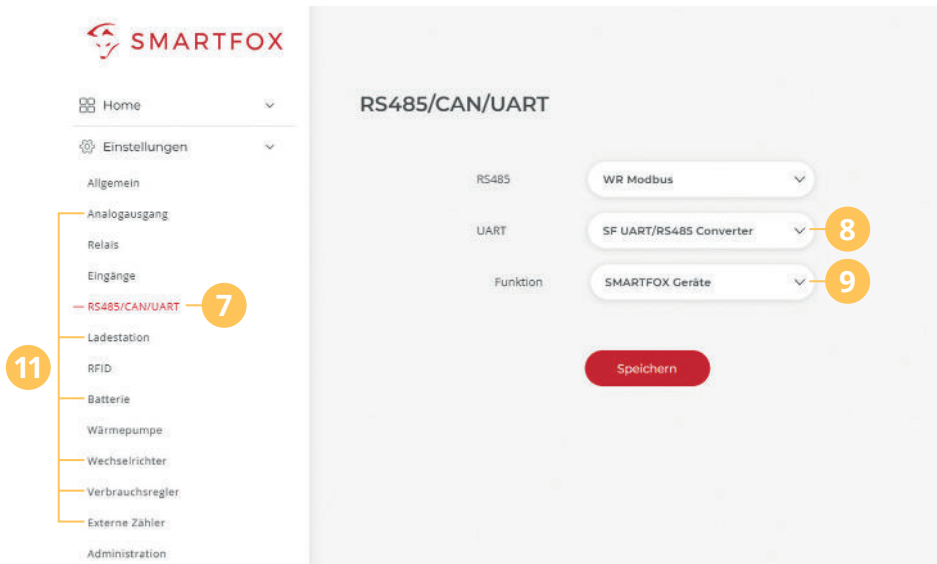 SMARTFOX
Home
Einstellungen
Allgemein
Analogausgang
Relais
Eingänge
RS485/CAN/UART
7
Ladestation
11
RFID
Batterie
Wärmepumpe
Wechselrichter
Verbrauchsregler
Externe Zähler
Administration
RS485/CAN/UART
RS485 WR Modbus
UART SF UART/RS485 Converter 8
Funktion SMARTFOX Geräte 9
Speichern